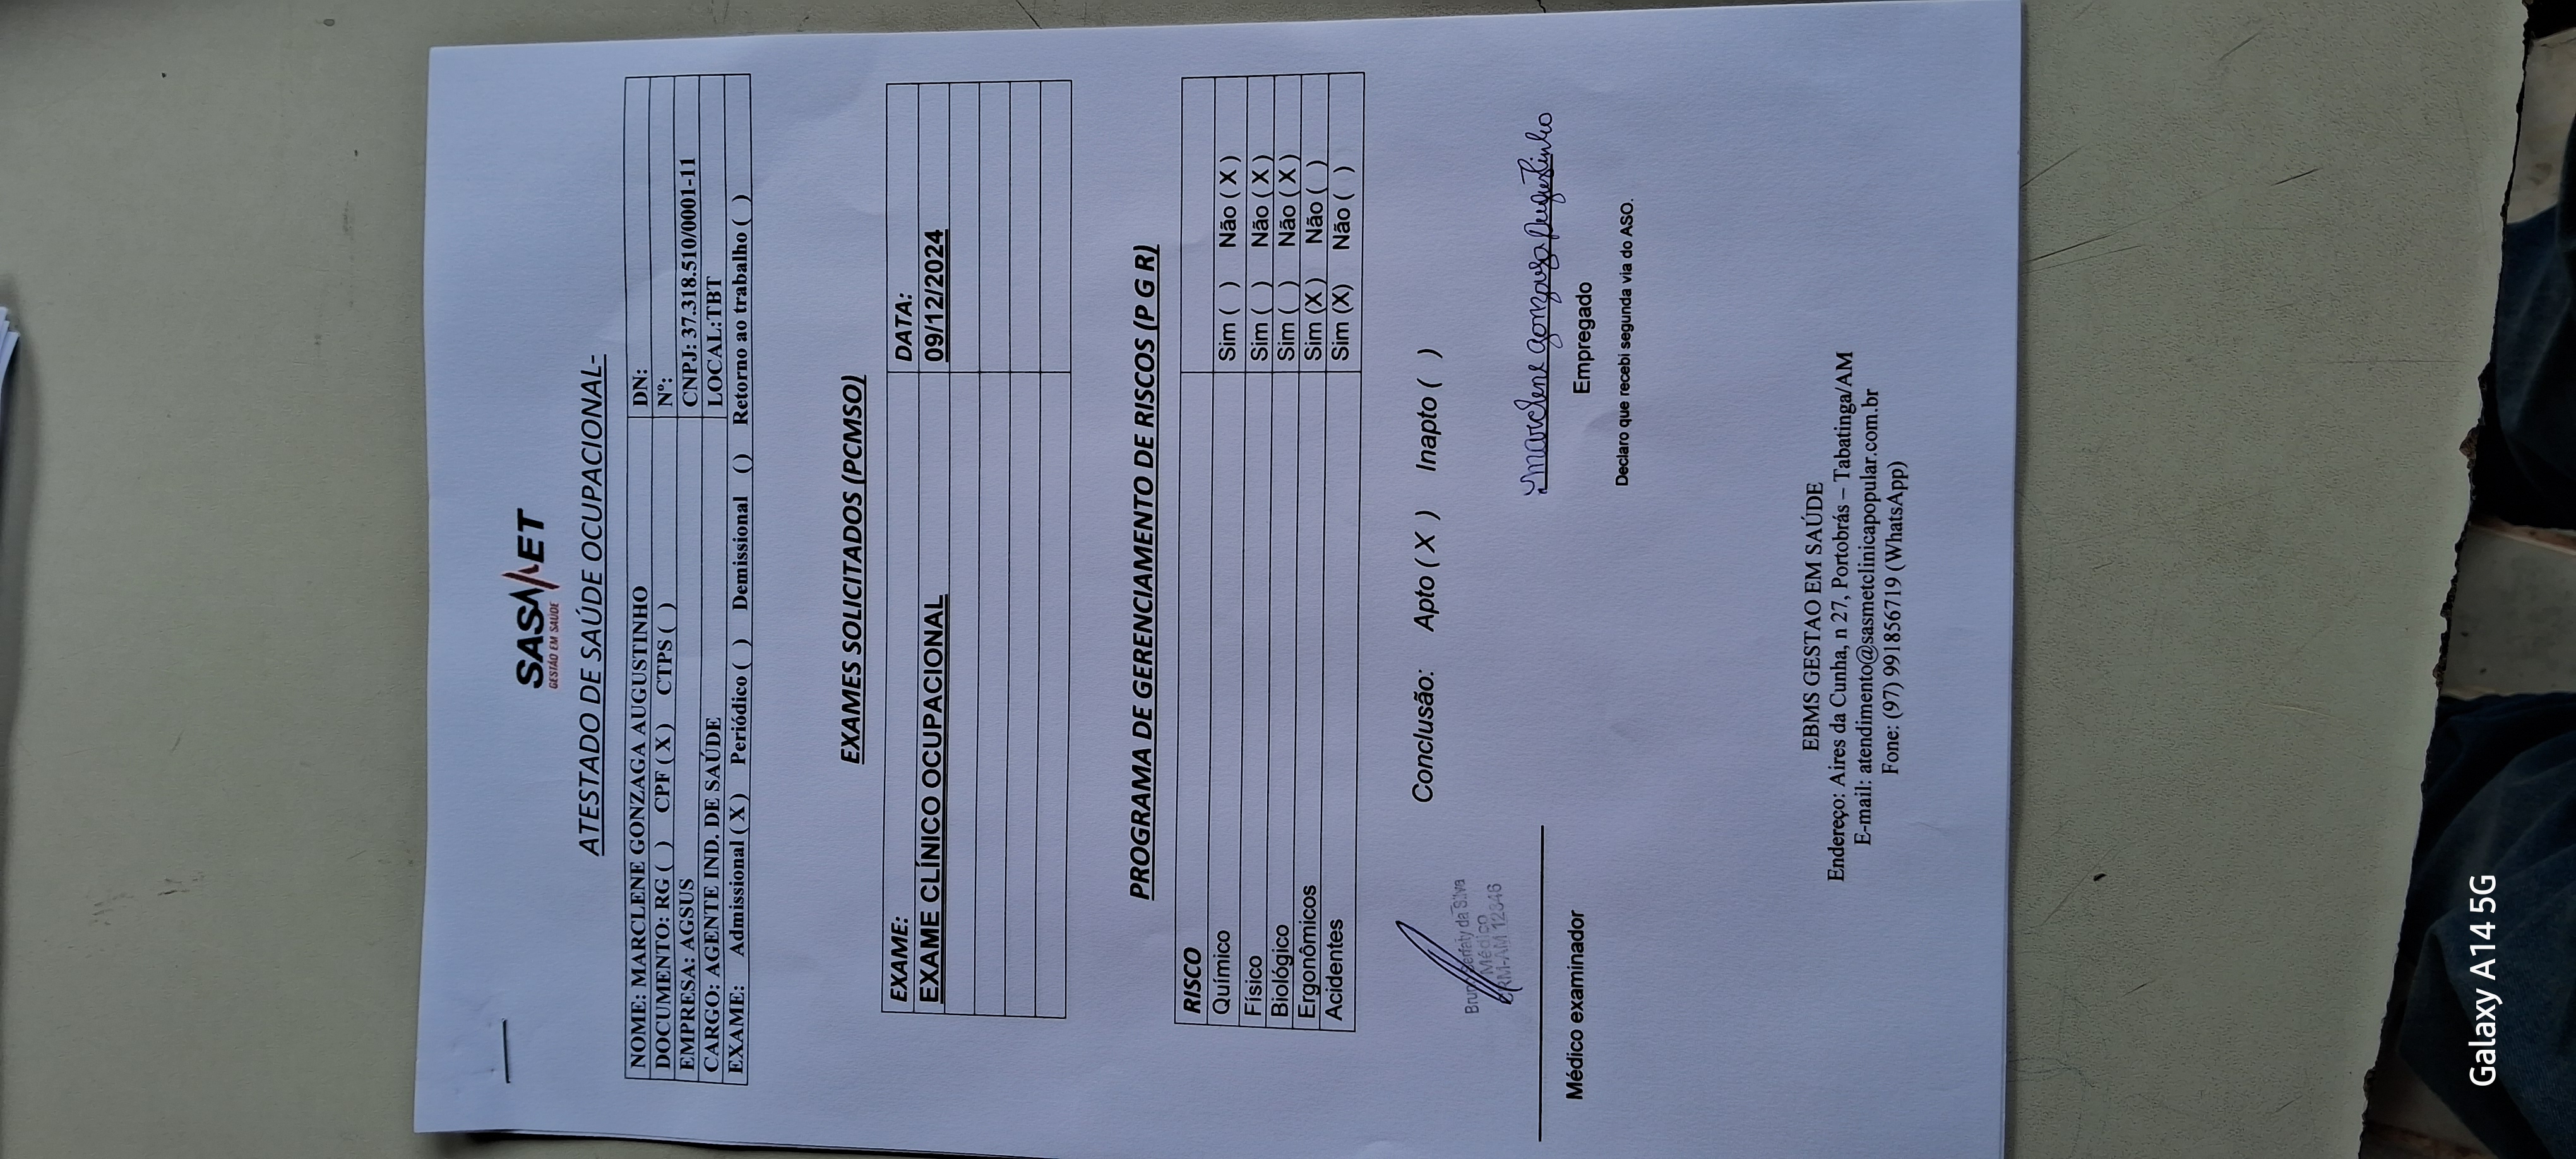 SASMET
GESTÃO EM SAÚDE
ATESTADO DE SAÚDE OCUPACIONAL-
NOME: MARCLENE GONZAGA AUGUSTINHO DN:
DOCUMENTO: RG ( ) CPF ( X ) CTPS ( ) Nº:
EMPRESA: AGSUS CNPJ: 37.318.510/0001-11
CARGO: AGENTE IND. DE SAÚDE LOCAL:TBT
EXAME: Admissional ( X ) Periódico ( ) Demissional () Retorno ao trabalho ( )
EXAMES SOLICITADOS (PCMSO)
EXAME: DATA:
EXAME CLÍNICO OCUPACIONAL 09/12/2024
PROGRAMA DE GERENCIAMENTO DE RISCOS (P G R)
RISCO
Químico Sim ( ) Não ( X )
Físico Sim ( ) Não ( X )
Biológico Sim ( ) Não ( X )
Ergonômicos Sim (X ) Não ( )
Acidentes Sim (X) Não ( )
Conclusão: Apto ( X ) Inapto ( )
Bruno Serfaty da Silva
Médico
CRM-AM 12346
Marclene Gonzaga Augustinho
Médico examinador Empregado
Declaro que recebi segunda via do ASO.
EBMS GESTAO EM SAÚDE
Endereço: Aires da Cunha, n 27, Portobrás – Tabatinga/AM
E-mail: atendimento@sasmetclinicapopular.com.br
Fone: (97) 991856719 (WhatsApp)
Galaxy A14 5G